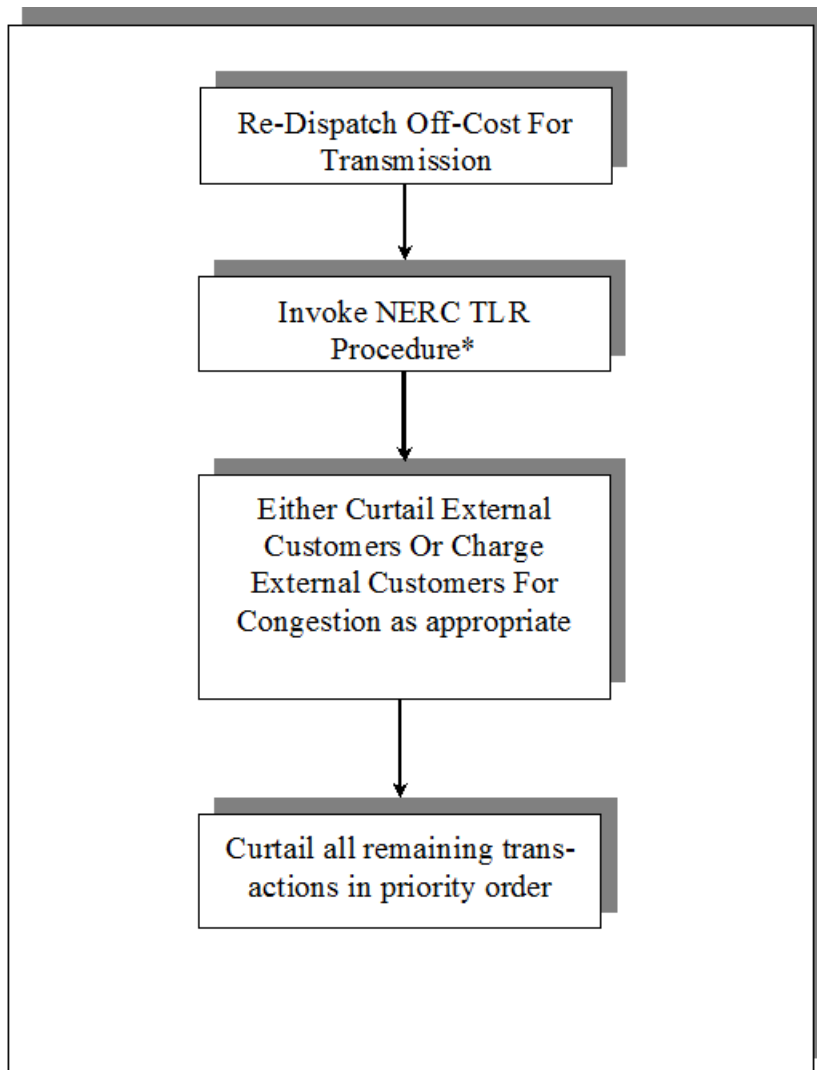 Re-Dispatch Off-Cost For
Transmission
Invoke NERC TLR
Procedure*
Either Curtail External
Customers Or Charge
External Customers For
Congestion as appropriate
Curtail all remaining trans-
actions in priority order